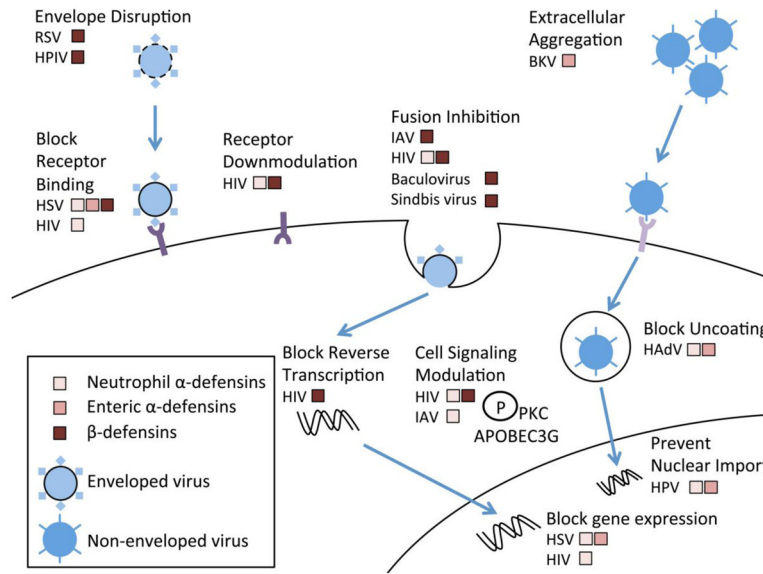 Envelope Disruption
RSV
HPIV
Extracellular
Aggregation
BKV
Block
Receptor
Binding
HSV
HIV
Receptor
Downmodulation
HIV
Fusion Inhibition
IAV
HIV
Baculovirus
Sindbis virus
Neutrophil α-defensins
Enteric α-defensins
β-defensins
Enveloped virus
Non-enveloped virus
Block Reverse
Transcription
HIV
Cell Signaling
Modulation
HIV
IAV
P
PKC
APOBEC3G
Block Uncoating
HAdV
Prevent
Nuclear Import
HPV
Block gene expression
HSV
HIV